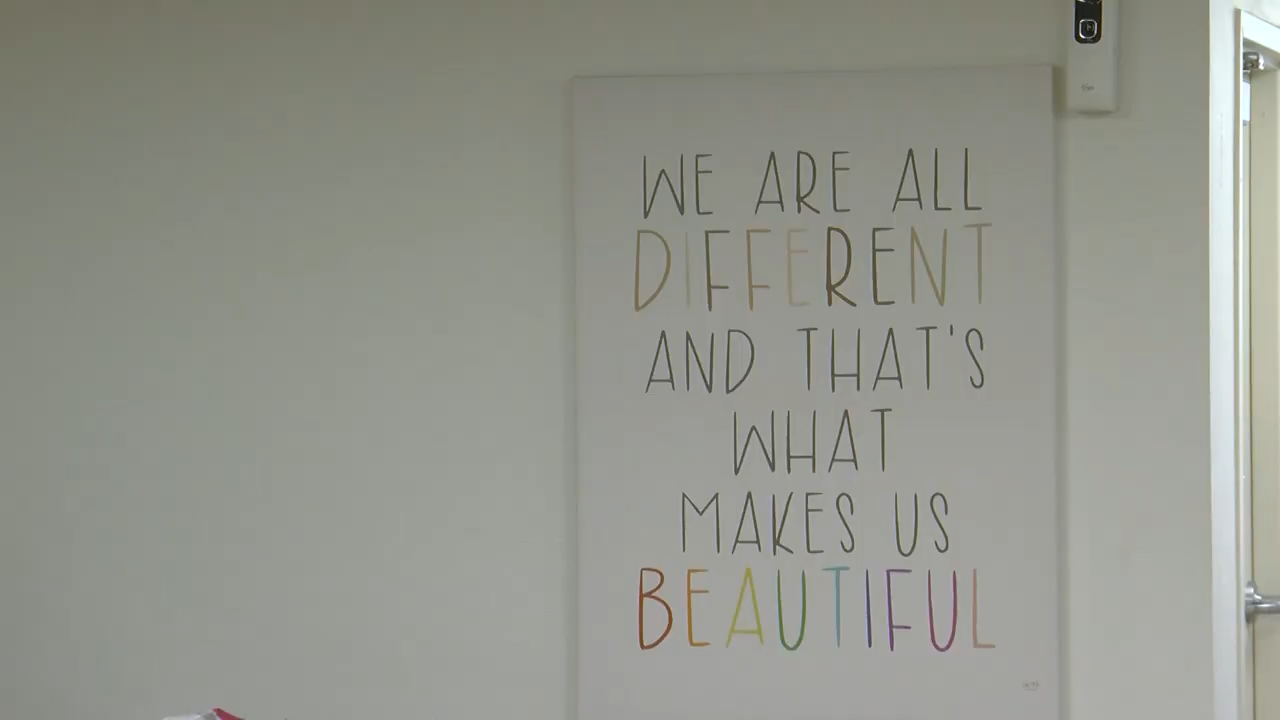 WE ARE ALL
DIFFERENT
AND THAT'S
WHAT
MAKES US
BEAUTIFUL